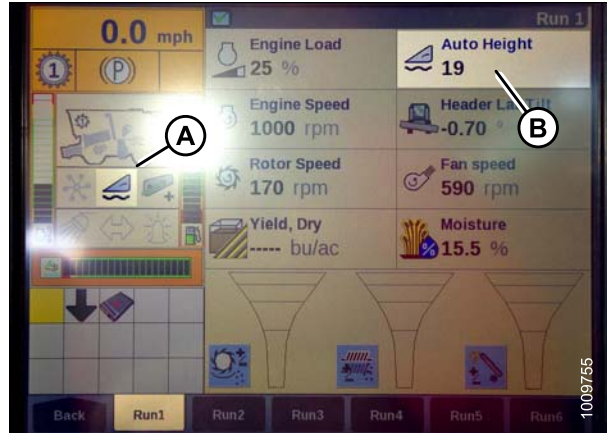 0.0 mph
Run 1
1
(P)
Engine Load
25 %
Auto Height
19
Engine Speed
1000 rpm
Header Lat Tilt
-0.70 °
A
B
Rotor Speed
170 rpm
Fan speed
590 rpm
Yield, Dry
----- bu/ac
Moisture
15.5 %
Back
Run1
Run2
Run3
Run4
Run5
Run6
1009755